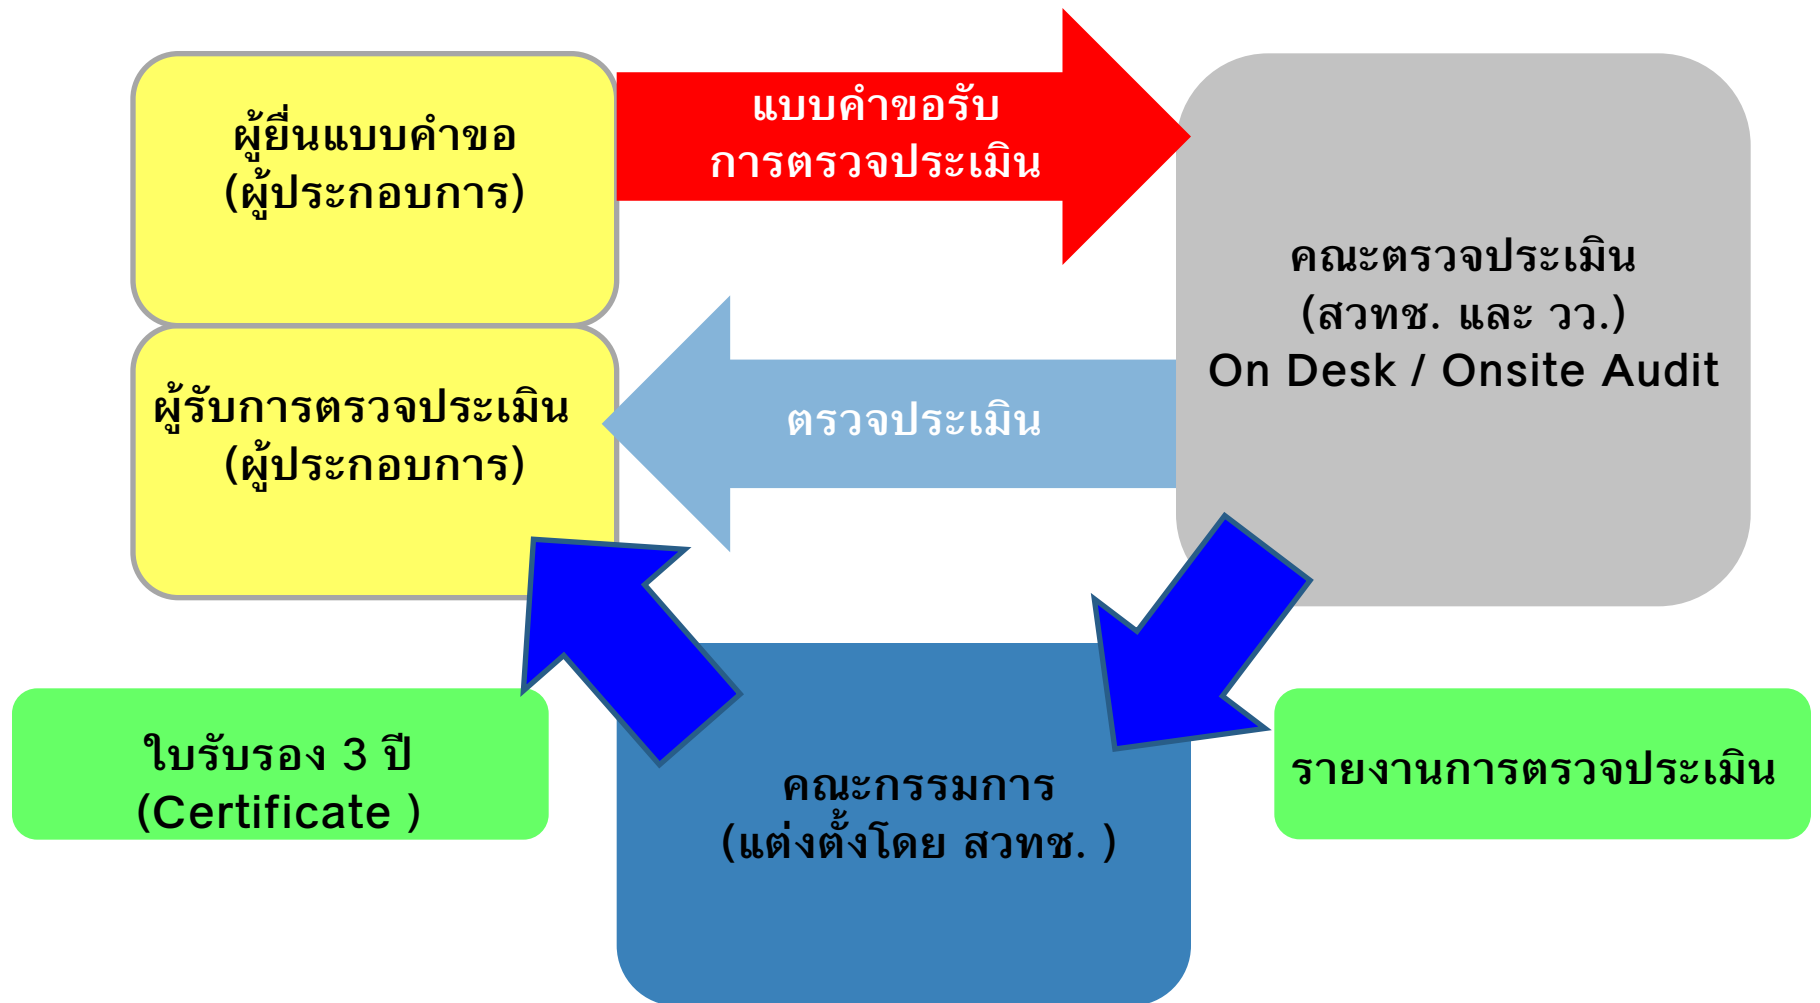 ผู้ยื่นแบบคำขอ
(ผู้ประกอบการ)
แบบคำขอรับ
การตรวจประเมิน
คณะตรวจประเมิน
(สวทช. และ วว.)
On Desk / Onsite Audit
ผู้รับการตรวจประเมิน
(ผู้ประกอบการ)
ตรวจประเมิน
ใบรับรอง 3 ปี
(Certificate )
คณะกรรมการ
(แต่งตั้งโดย สวทช. )
รายงานการตรวจประเมิน